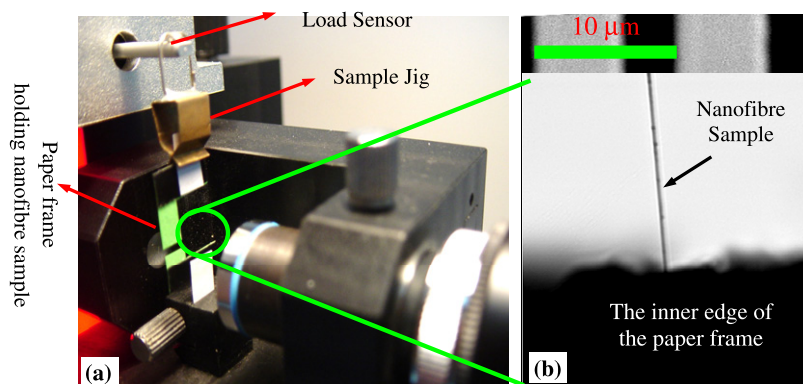 Load Sensor
Sample Jig
Paper frame
holding nanofibre sample
(a)
10 μm
Nanofibre
Sample
The inner edge of
the paper frame
(b)